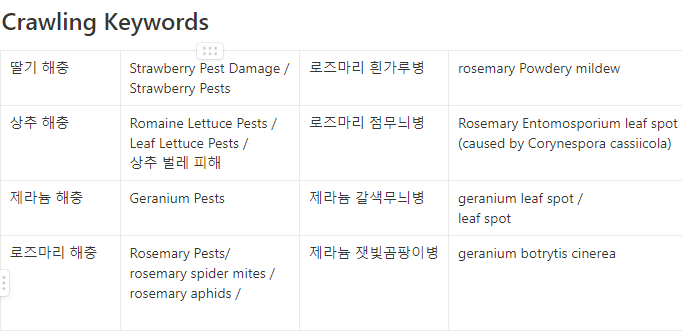 Crawling Keywords
딸기 해충
Strawberry Pest Damage /
Strawberry Pests
로즈마리 흰가루병
rosemary Powdery mildew
상추 해충
Romaine Lettuce Pests /
Leaf Lettuce Pests /
상추 벌레 피해
로즈마리 점무늬병
Rosemary Entomosporium leaf spot
(caused by Corynespora cassiicola)
제라늄 해충
Geranium Pests
제라늄 갈색무늬병
geranium leaf spot /
leaf spot
로즈마리 해충
Rosemary Pests/
rosemary spider mites /
rosemary aphids /
제라늄 잿빛곰팡이병
geranium botrytis cinerea